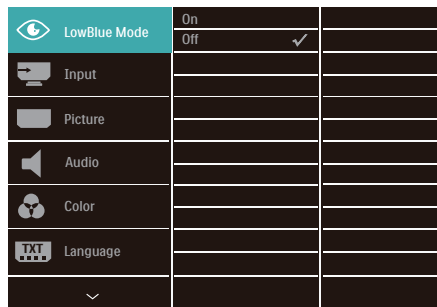 LowBlue Mode
On
Off
Input
Picture
Audio
Color
TXT
Language